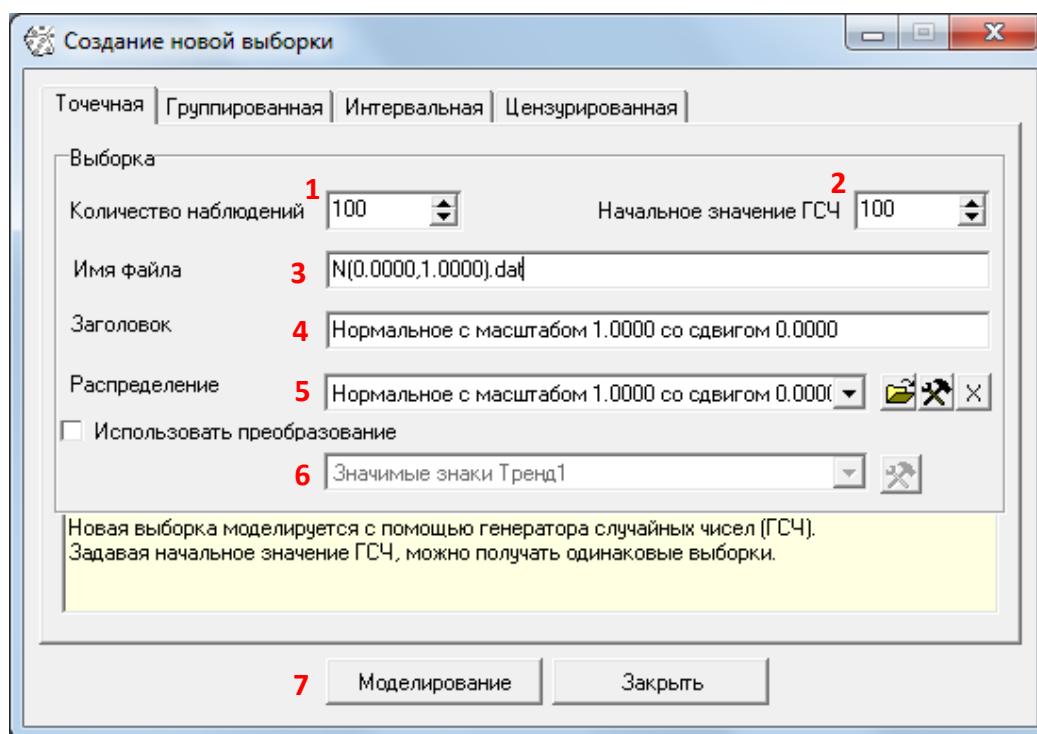 Создание новой выборки
Точечная Группированная Интервальная Цензурированная
Выборка
Количество наблюдений 1 100 Начальное значение ГСЧ 2 100
Имя файла 3 N(0.0000,1.0000).dat
Заголовок 4 Нормальное с масштабом 1.0000 со сдвигом 0.0000
Распределение 5 Нормальное с масштабом 1.0000 со сдвигом 0.000(
Использовать преобразование
6 Значимые знаки Тренд1
Новая выборка моделируется с помощью генератора случайных чисел (ГСЧ).
Задавая начальное значение ГСЧ, можно получать одинаковые выборки.
7 Моделирование Закрыть